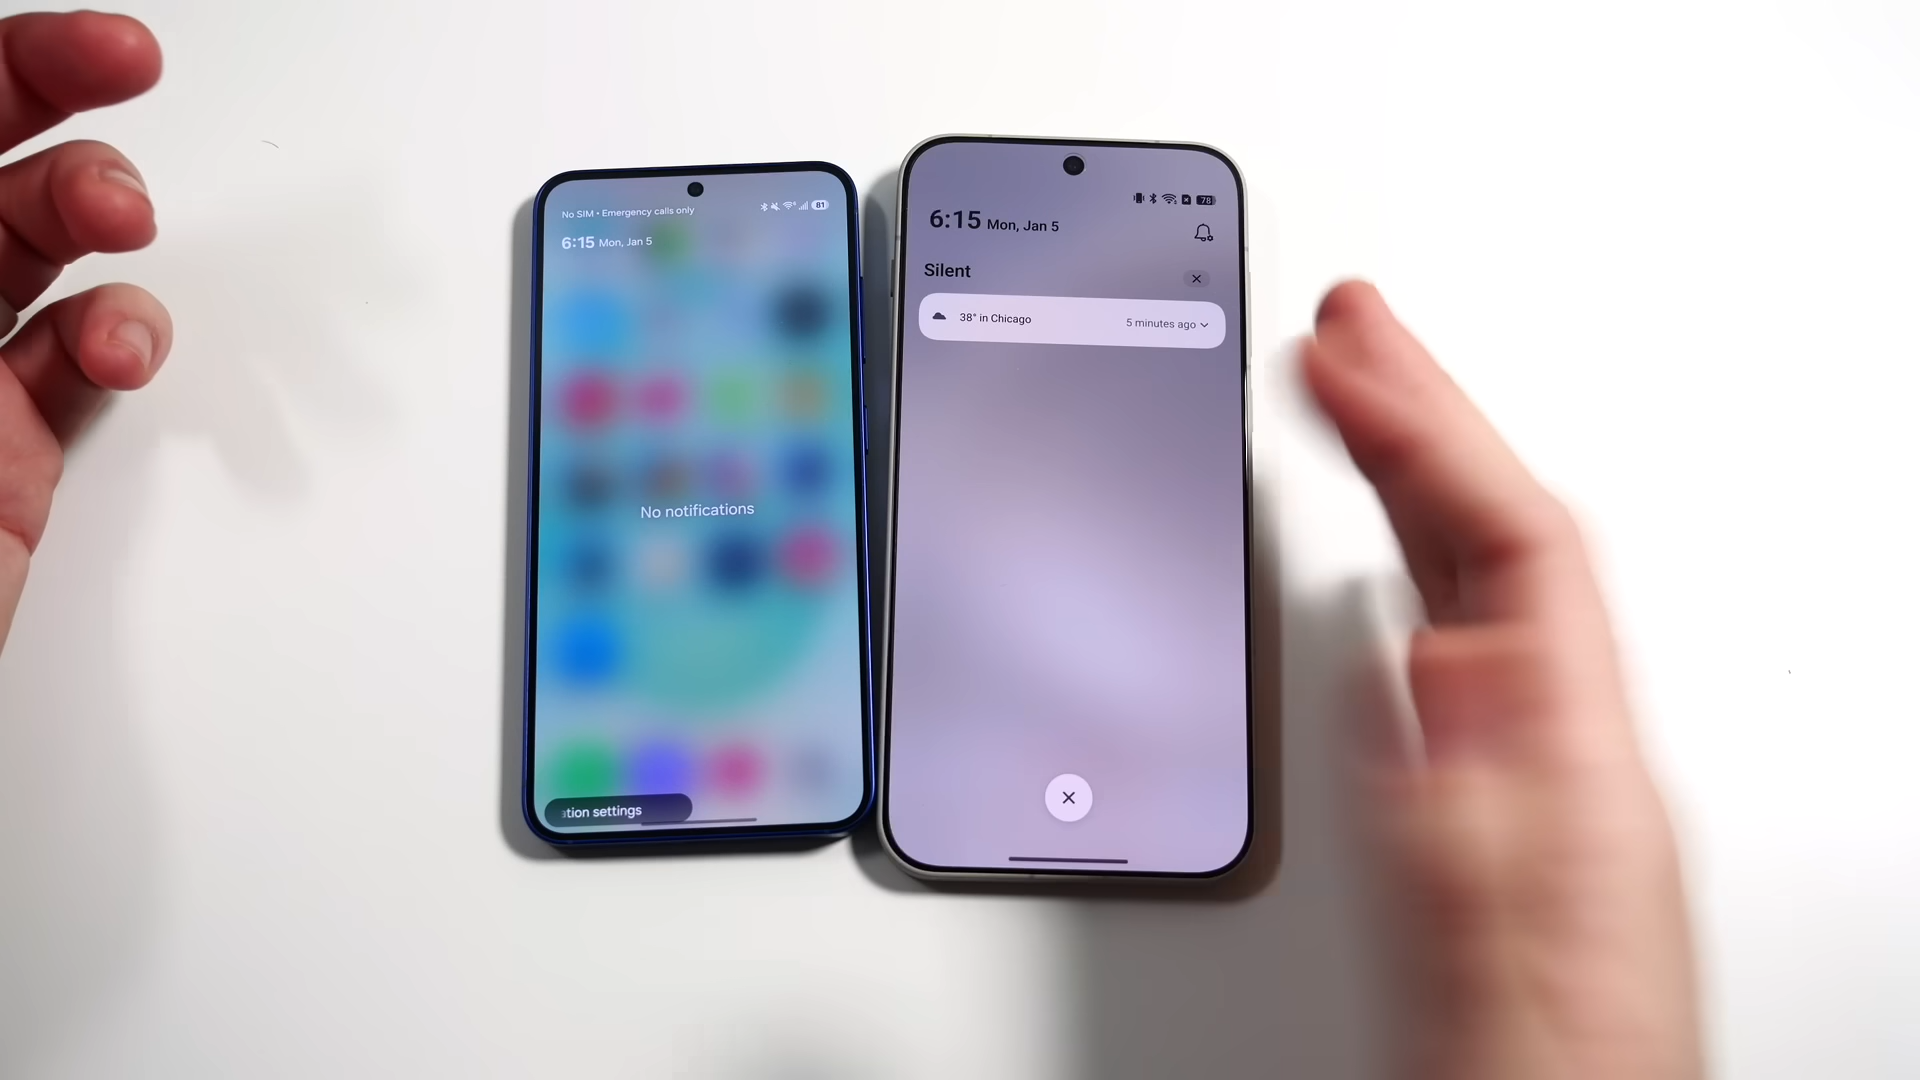 No SIM • Emergency calls only
81
6:15 Mon, Jan 5
No notifications
tion settings
78
6:15 Mon, Jan 5
Silent
38° in Chicago
5 minutes ago